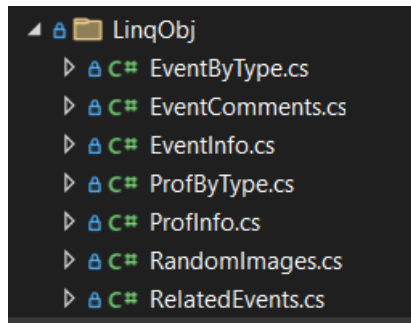 LinqObj
C# EventByType.cs
C# EventComments.cs
C# EventInfo.cs
C# ProfByType.cs
C# ProfInfo.cs
C# RandomImages.cs
C# RelatedEvents.cs